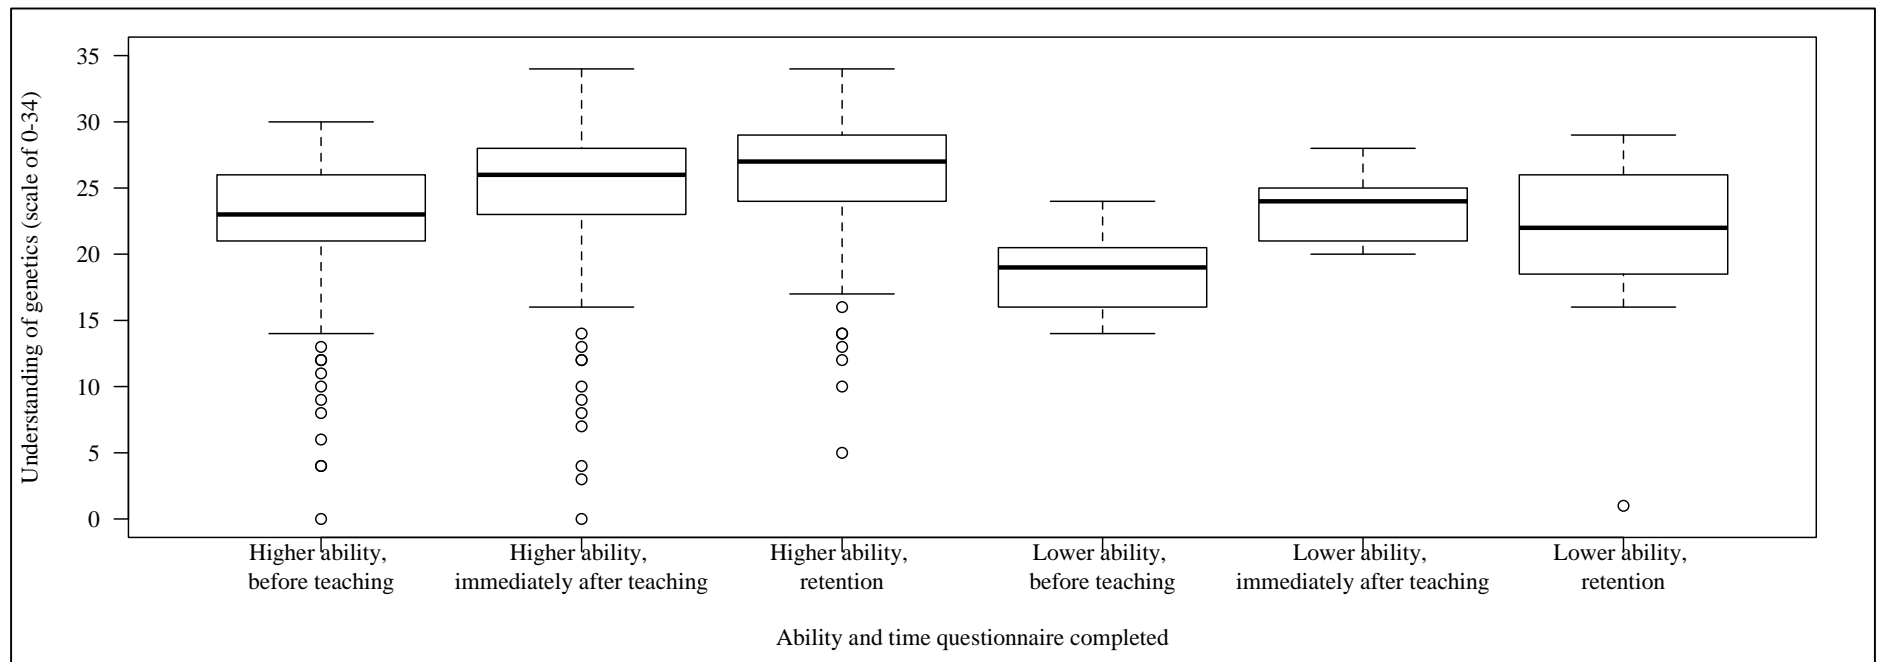 Understanding of genetics (scale of 0-34)
35
30
25
20
15
10
5
0
Higher ability,
before teaching
Higher ability,
immediately after teaching
Higher ability,
retention
Lower ability,
before teaching
Lower ability,
immediately after teaching
Lower ability,
retention
Ability and time questionnaire completed